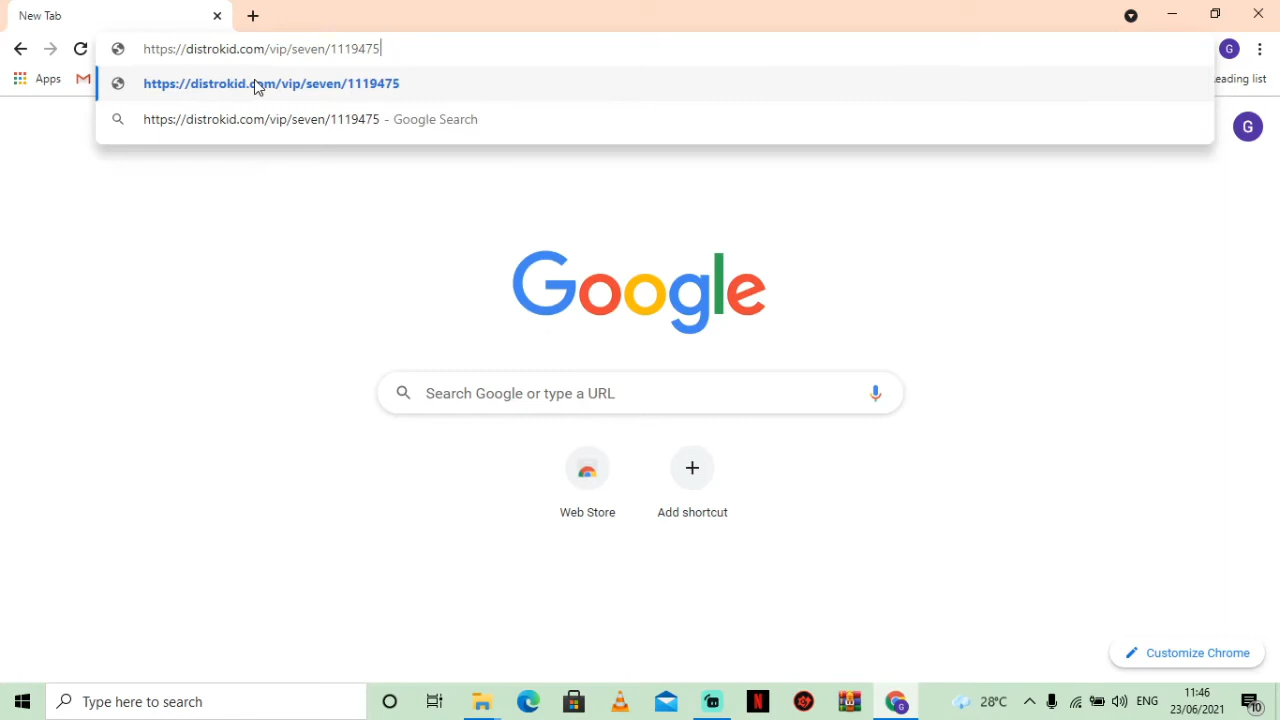 New Tab
https://distrokid.com/vip/seven/1119475
G
Apps
eading list
https://distrokid.com/vip/seven/1119475
https://distrokid.com/vip/seven/1119475 - Google Search
G
Google
Search Google or type a URL
Web Store
Add shortcut
Customize Chrome
Type here to search
28°C
ENG
11:46
23/06/2021
10